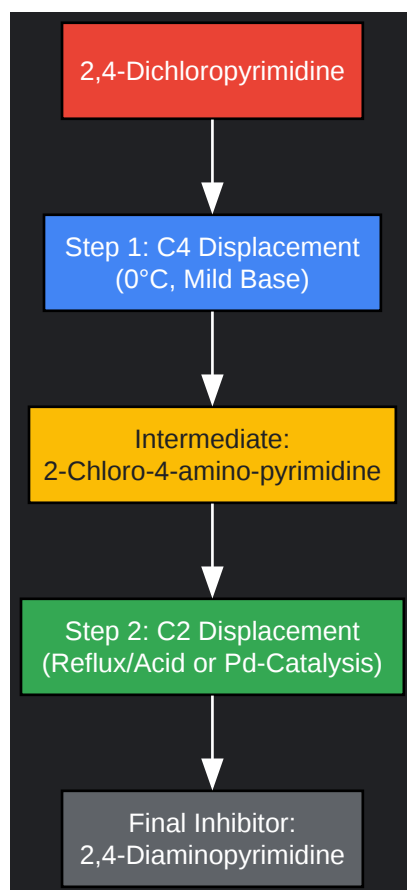 2,4-Dichloropyrimidine
Step 1: C4 Displacement
(0°C, Mild Base)
Intermediate:
2-Chloro-4-amino-pyrimidine
Step 2: C2 Displacement
(Reflux/Acid or Pd-Catalysis)
Final Inhibitor:
2,4-Diaminopyrimidine